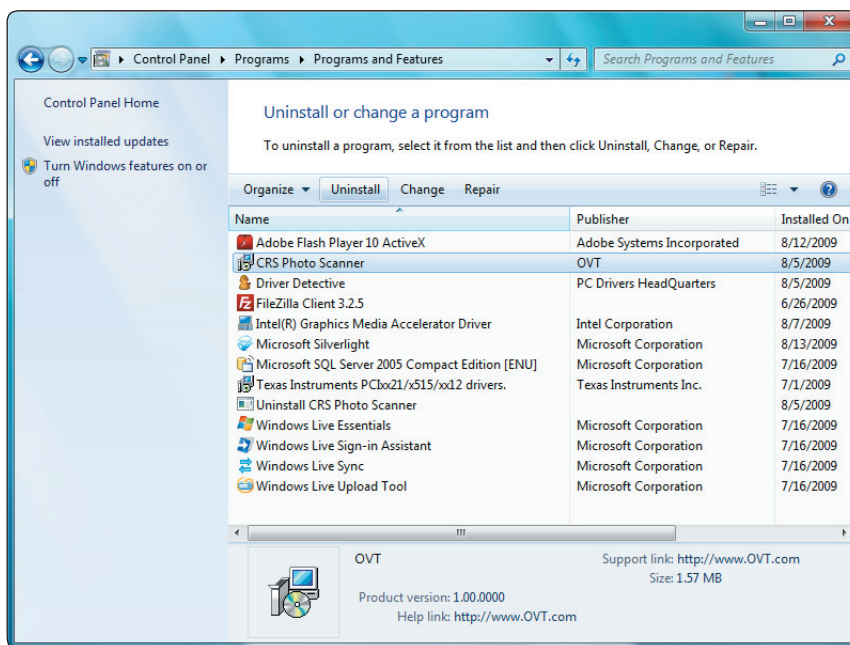 Control Panel Programs Programs and Features Search Programs and Features
Control Panel Home
View installed updates
Turn Windows features on or
off
Uninstall or change a program
To uninstall a program, select it from the list and then click Uninstall, Change, or Repair.
Organize Uninstall Change Repair
Name Publisher Installed On
Adobe Flash Player 10 ActiveX Adobe Systems Incorporated 8/12/2009
CRS Photo Scanner OVT 8/5/2009
Driver Detective PC Drivers HeadQuarters 8/5/2009
FileZilla Client 3.2.5 6/26/2009
Intel(R) Graphics Media Accelerator Driver Intel Corporation 8/7/2009
Microsoft Silverlight Microsoft Corporation 8/13/2009
Microsoft SQL Server 2005 Compact Edition [ENU] Microsoft Corporation 7/16/2009
Texas Instruments PCIxx21/x515/xx12 drivers. Texas Instruments Inc. 7/1/2009
Uninstall CRS Photo Scanner 8/5/2009
Windows Live Essentials Microsoft Corporation 7/16/2009
Windows Live Sign-in Assistant Microsoft Corporation 7/16/2009
Windows Live Sync Microsoft Corporation 7/16/2009
Windows Live Upload Tool Microsoft Corporation 7/16/2009
OVT Support link: http://www.OVT.com
Size: 1.57 MB
Product version: 1.00.0000
Help link: http://www.OVT.com